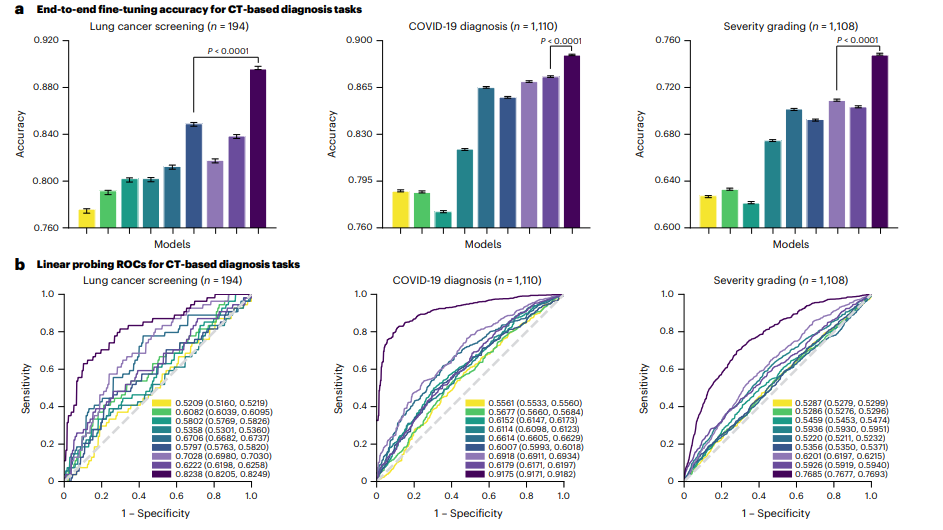 a End-to-end fine-tuning accuracy for CT-based diagnosis tasks
Lung cancer screening (n = 194)
COVID-19 diagnosis (n = 1,110)
Severity grading (n = 1,108)
0.920
0.880
0.840
0.800
0.760
Accuracy
P < 0.0001
Models
0.900
0.865
0.830
0.795
0.760
Accuracy
P < 0.0001
Models
0.760
0.720
0.680
0.640
0.600
Accuracy
P < 0.0001
Models
b Linear probing ROCs for CT-based diagnosis tasks
Lung cancer screening (n = 194)
COVID-19 diagnosis (n = 1,110)
Severity grading (n = 1,108)
1.0
0.8
0.6
0.4
0.2
0
Sensitivity
0.5209 (0.5160, 0.5219)
0.6082 (0.6039, 0.6095)
0.5802 (0.5769, 0.5826)
0.5358 (0.5301, 0.5360)
0.6706 (0.6682, 0.6737)
0.5797 (0.5763, 0.5820)
0.7028 (0.6980, 0.7030)
0.6222 (0.6198, 0.6258)
0.8238 (0.8205, 0.8249)
0 0.2 0.4 0.6 0.8 1.0
1 – Specificity
1.0
0.8
0.6
0.4
0.2
0
Sensitivity
0.5561 (0.5533, 0.5560)
0.5677 (0.5660, 0.5684)
0.6152 (0.6147, 0.6173)
0.6114 (0.6098, 0.6123)
0.6614 (0.6605, 0.6629)
0.6007 (0.5993, 0.6018)
0.6918 (0.6911, 0.6934)
0.6179 (0.6171, 0.6197)
0.9175 (0.9171, 0.9182)
0 0.2 0.4 0.6 0.8 1.0
1 – Specificity
1.0
0.8
0.6
0.4
0.2
0
Sensitivity
0.5287 (0.5279, 0.5299)
0.5286 (0.5276, 0.5296)
0.5459 (0.5453, 0.5474)
0.5936 (0.5930, 0.5951)
0.5220 (0.5211, 0.5232)
0.5356 (0.5350, 0.5371)
0.6201 (0.6197, 0.6215)
0.5926 (0.5919, 0.5940)
0.7685 (0.7677, 0.7693)
0 0.2 0.4 0.6 0.8 1.0
1 – Specificity